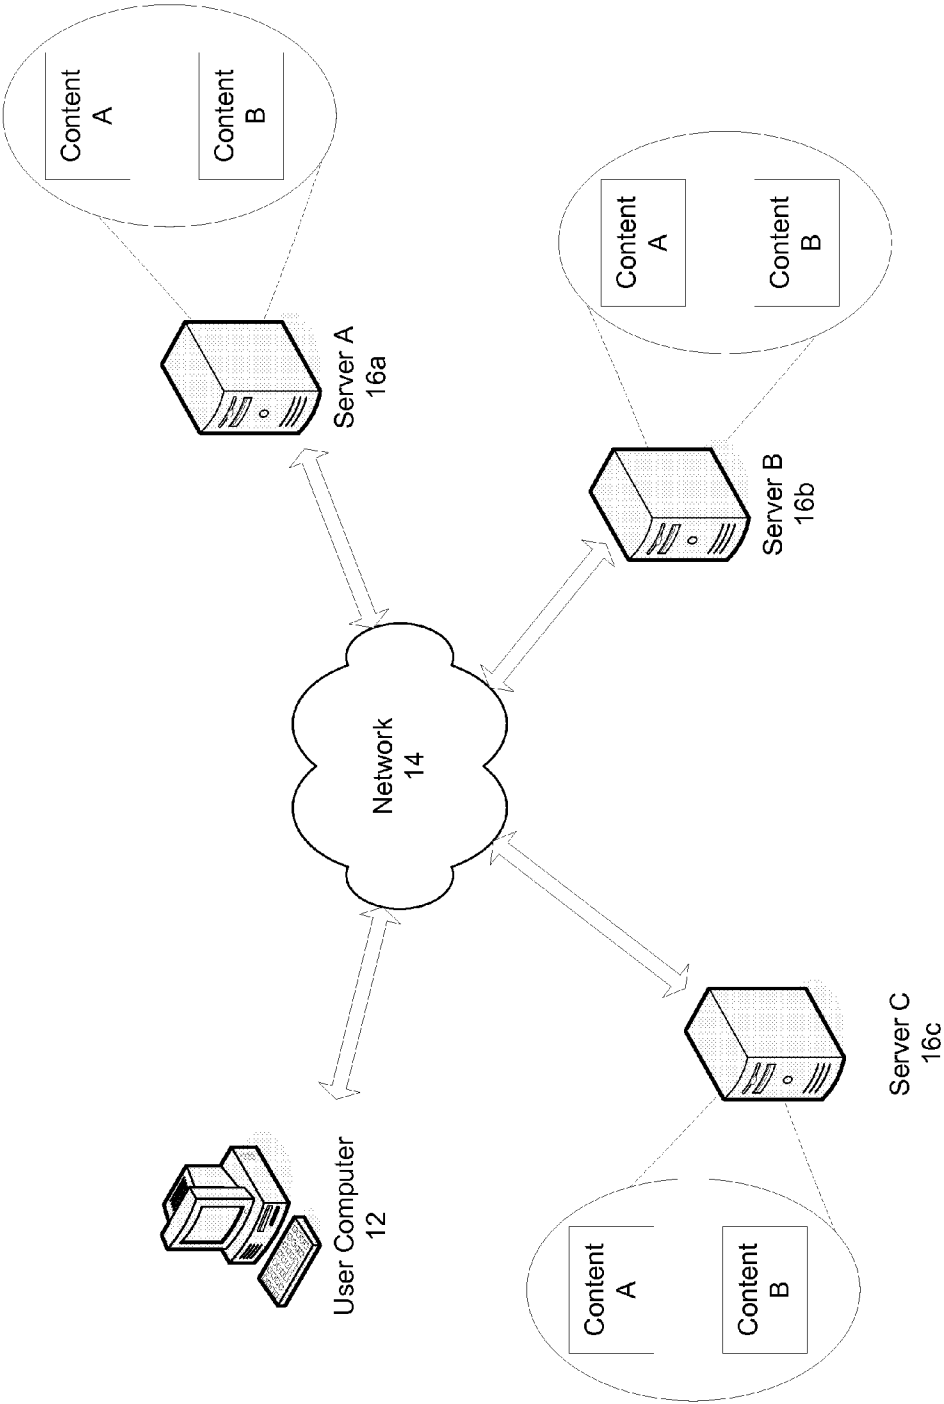 Content
A
Content
B
Server A
16a
Content
A
Content
B
Server B
16b
Network
14
User Computer
12
Server C
16c
Content
A
Content
B